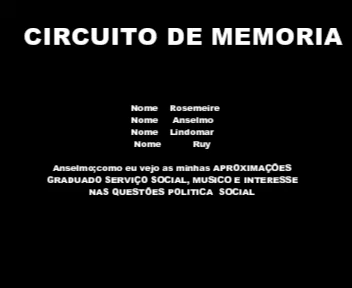 CIRCUITO DE MEMORIA
Nome Rosemeire
Nome Anselmo
Nome Lindomar
Nome Ruy
Anselmo;como eu vejo as minhas APROXIMAÇÕES
GRADUADO SERVIÇO SOCIAL, MUSICO E INTERESSE
NAS QUESTÕES POLITICA SOCIAL